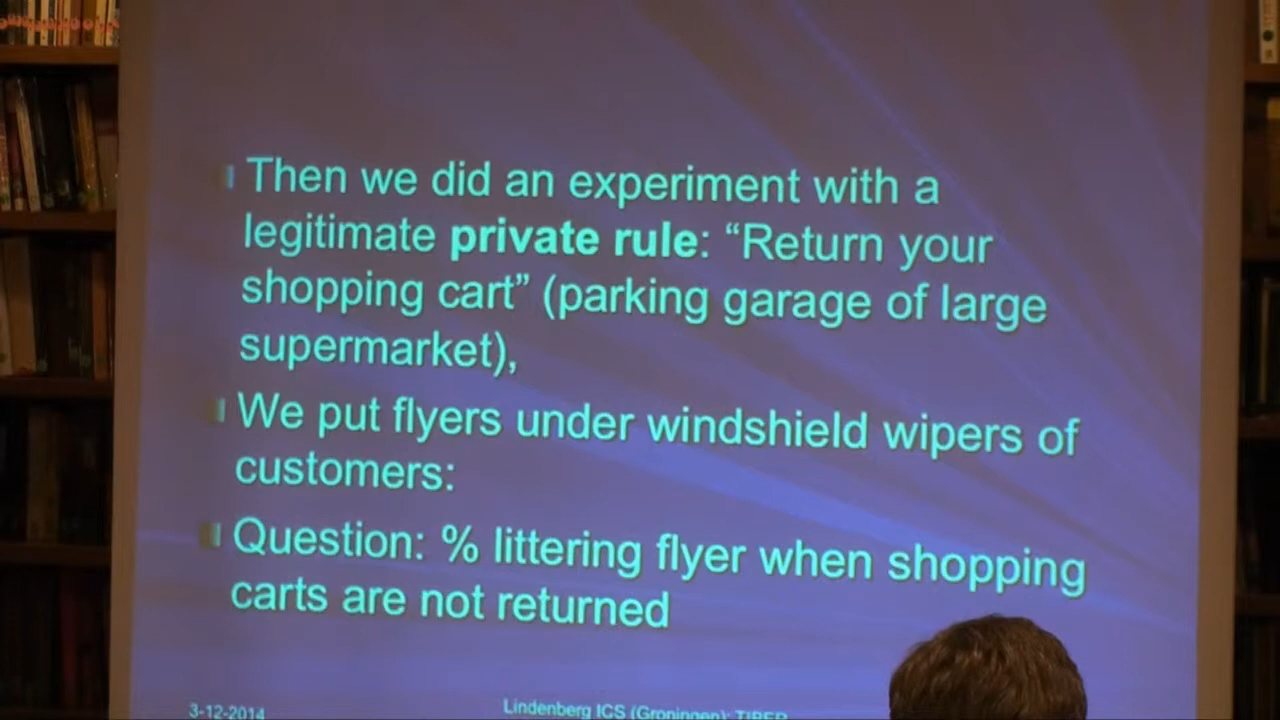 Then we did an experiment with a
legitimate private rule: “Return your
shopping cart” (parking garage of large
supermarket),
We put flyers under windshield wipers of
customers:
Question: % littering flyer when shopping
carts are not returned
3-12-2014
Lindenberg ICS (Groningen): TIBER